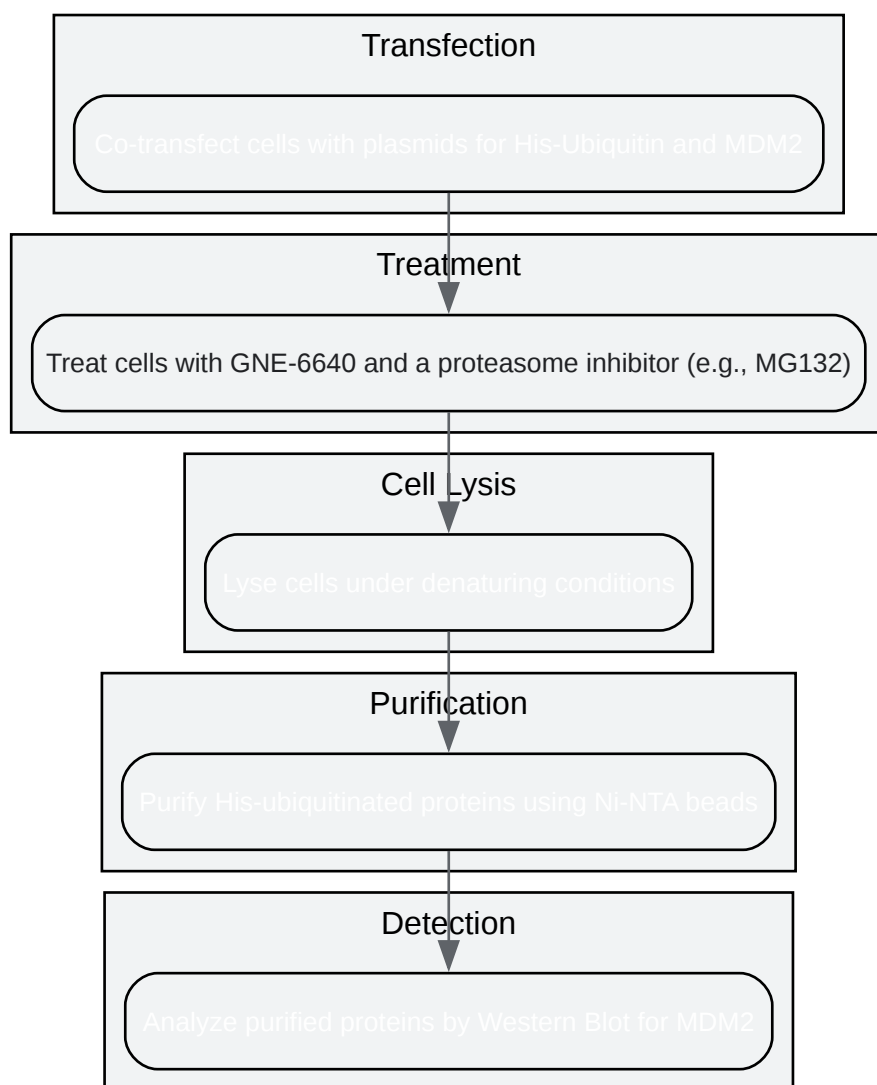 Transfection
Co-transfect cells with plasmids for His-Ubiquitin and MDM2
Treatment
Treat cells with GNE-6640 and a proteasome inhibitor (e.g., MG132)
Cell Lysis
Lyse cells under denaturing conditions
Purification
Purify His-ubiquitinated proteins using Ni-NTA beads
Detection
Analyze purified proteins by Western Blot for MDM2